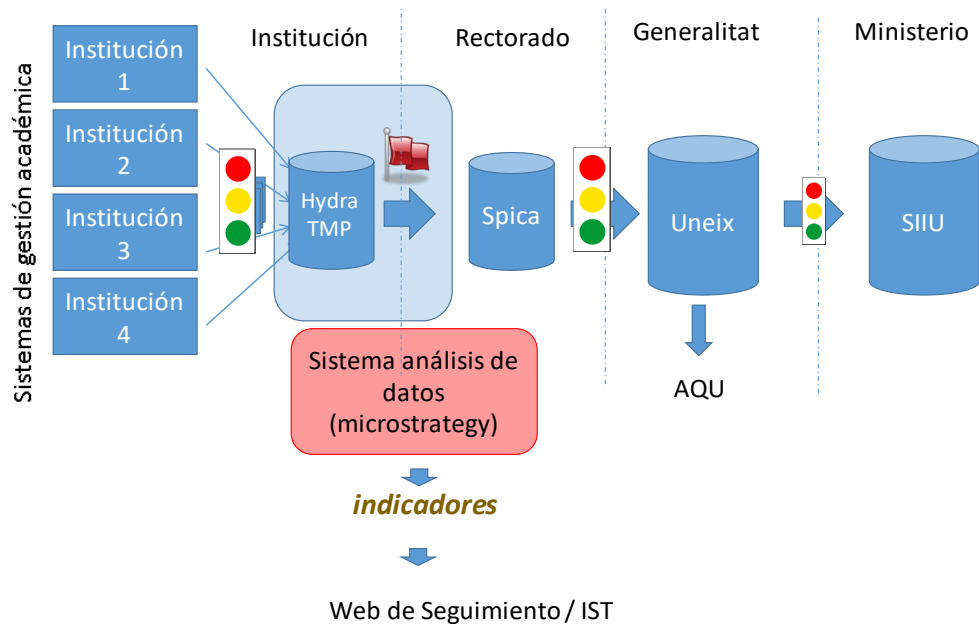 Sistemas de gestión académica
Institución
1
Institución
2
Institución
3
Institución
4
Institución
Rectorado
Generalitat
Ministerio
Hydra
TMP
Spica
Uneix
SIIU
Sistema análisis de
datos
(microstrategy)
AQU
indicadores
Web de Seguimiento / IST